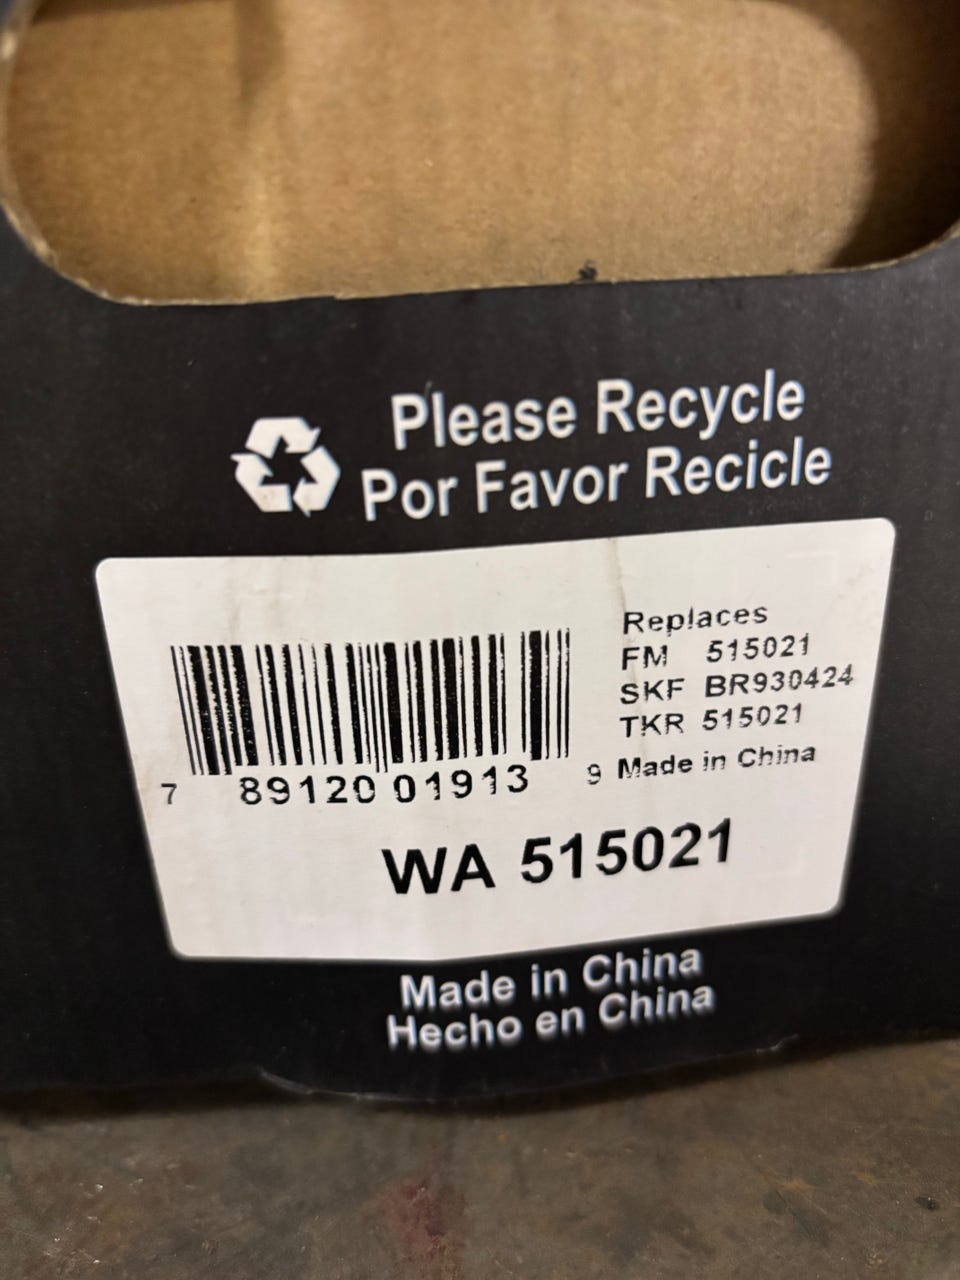 Please Recycle
Por Favor Recicle
Replaces
FM 515021
SKF BR930424
TKR 515021
Made in China
7 89120 01913 9
WA 515021
Made in China
Hecho en China